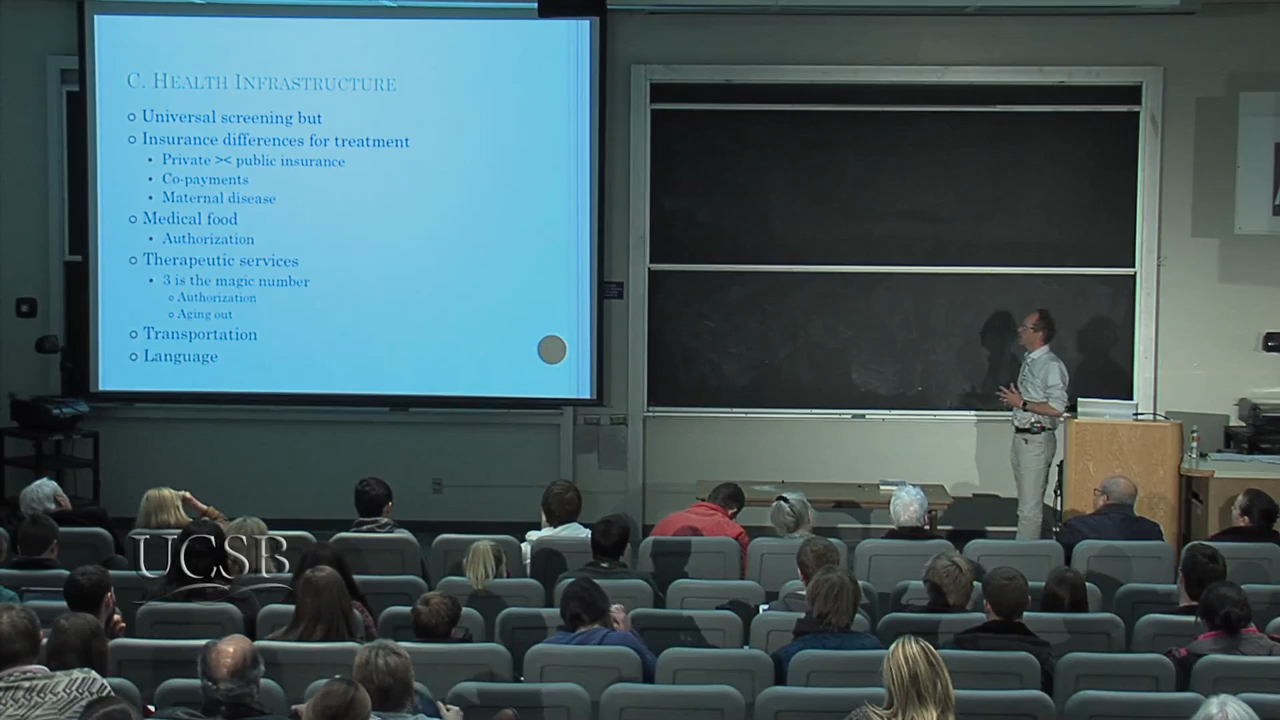 C. Health Infrastructure
Universal screening but
Insurance differences for treatment
Private >< public insurance
Co-payments
Maternal disease
Medical food
Authorization
Therapeutic services
3 is the magic number
Authorization
Aging out
Transportation
Language
UCSB